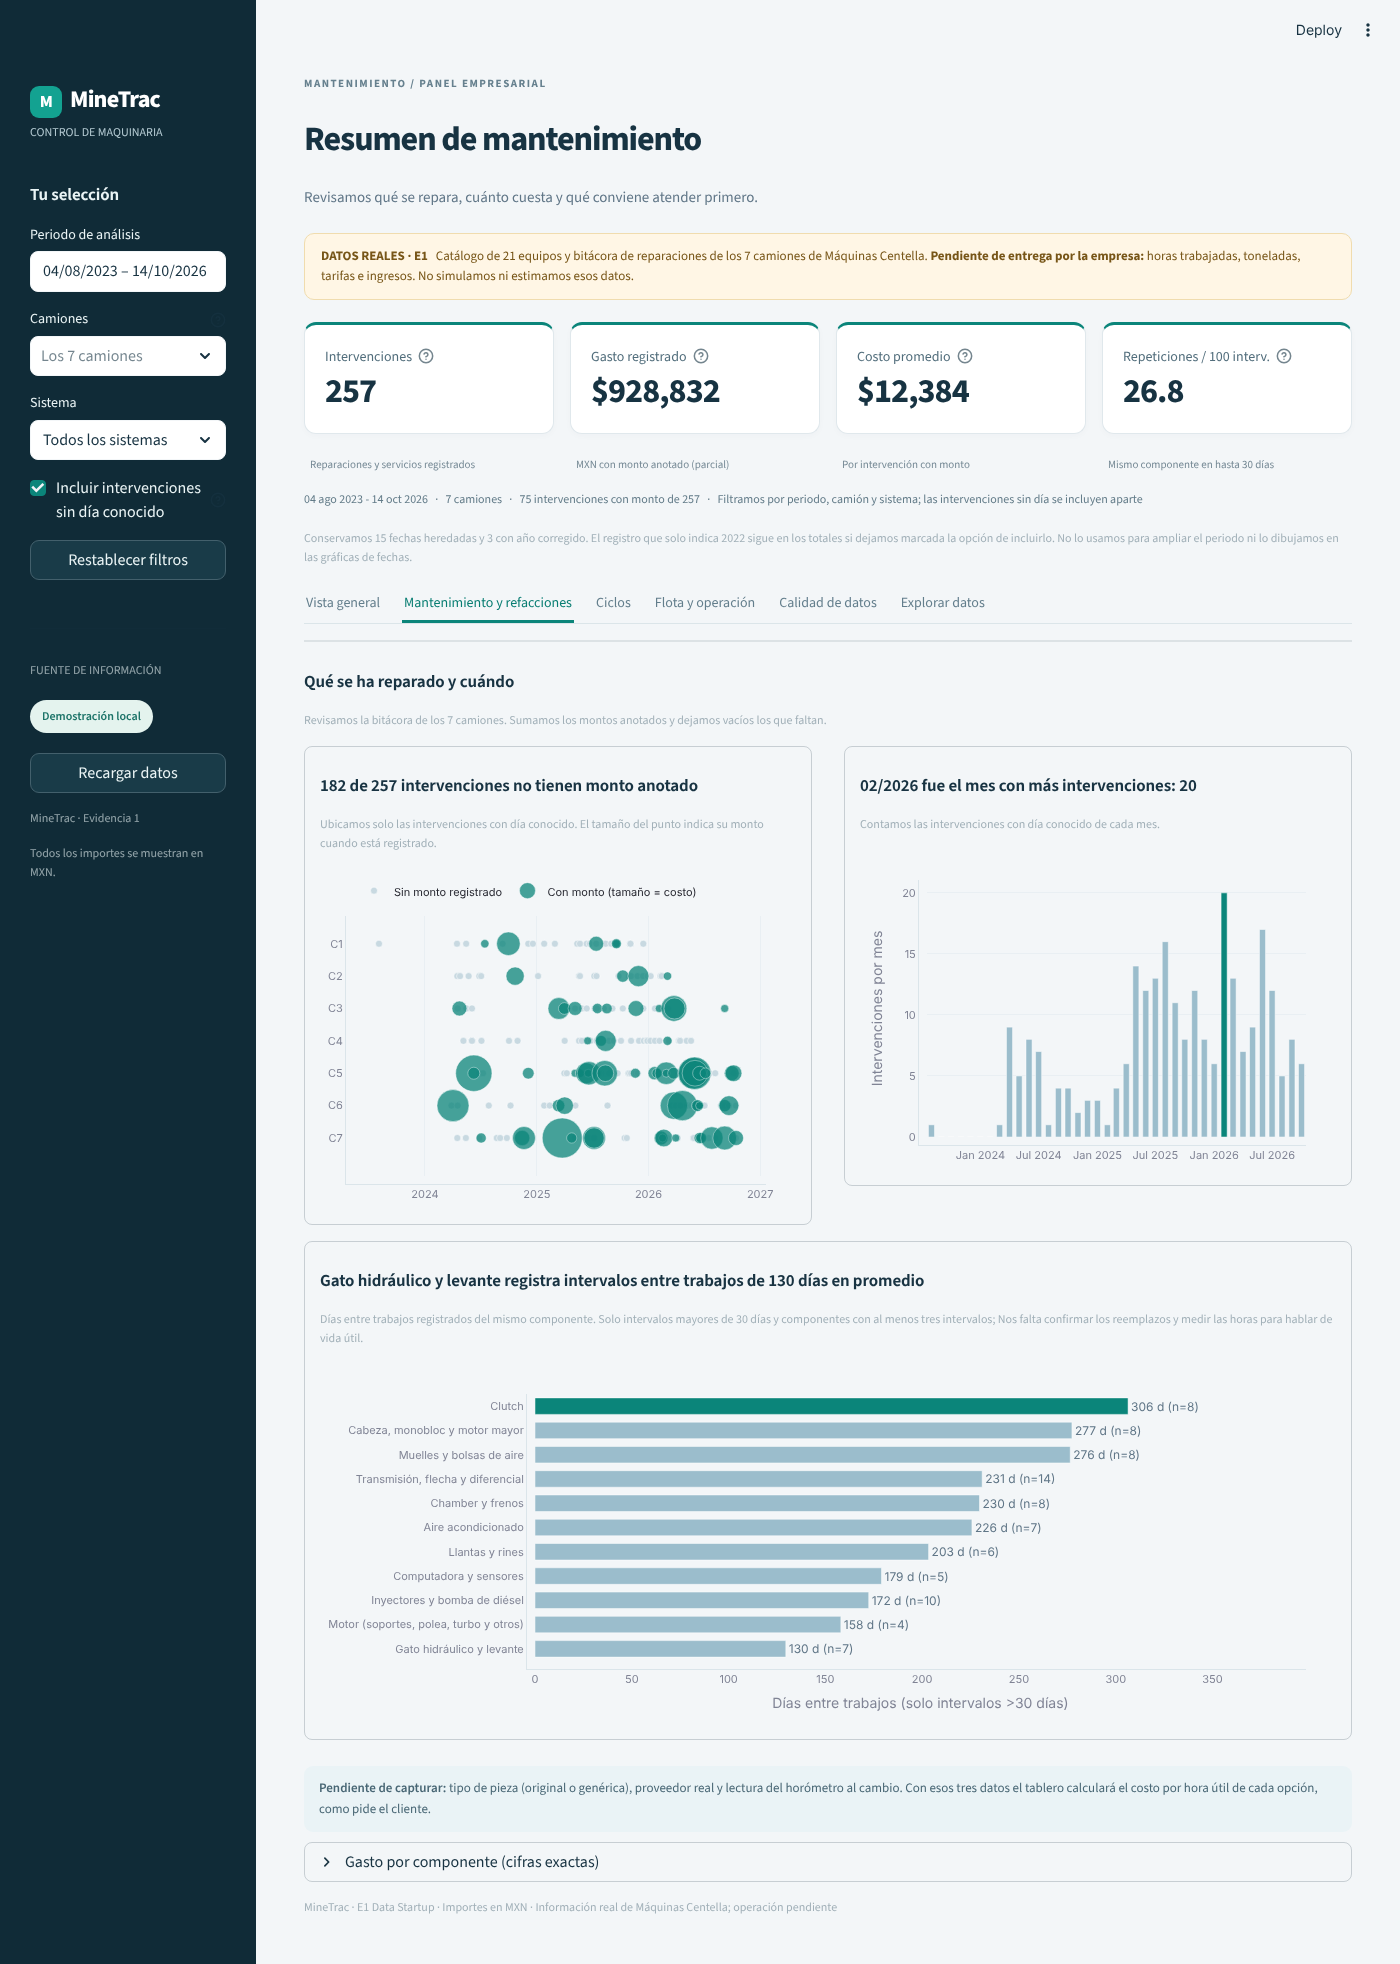 Deploy
M MineTrac
CONTROL DE MAQUINARIA
Tu selección
Periodo de análisis
04/08/2023 – 14/10/2026
Camiones
Los 7 camiones
Sistema
Todos los sistemas
Incluir intervenciones
sin día conocido
Restablecer filtros
FUENTE DE INFORMACIÓN
Demostración local
Recargar datos
MineTrac · Evidencia 1
Todos los importes se muestran en
MXN.
MANTENIMIENTO / PANEL EMPRESARIAL
Resumen de mantenimiento
Revisamos qué se repara, cuánto cuesta y qué conviene atender primero.
DATOS REALES · E1 Catálogo de 21 equipos y bitácora de reparaciones de los 7 camiones de Máquinas Centella. Pendiente de entrega por la empresa: horas trabajadas, toneladas,
tarifas e ingresos. No simulamos ni estimamos esos datos.
Intervenciones
257
Gasto registrado
$928,832
Costo promedio
$12,384
Repeticiones / 100 interv.
26.8
Reparaciones y servicios registrados
MXN con monto anotado (parcial)
Por intervención con monto
Mismo componente en hasta 30 días
04 ago 2023 - 14 oct 2026 · 7 camiones · 75 intervenciones con monto de 257 · Filtramos por periodo, camión y sistema; las intervenciones sin día se incluyen aparte
Conservamos 15 fechas heredadas y 3 con año corregido. El registro que solo indica 2022 sigue en los totales si dejamos marcada la opción de incluirlo. No lo usamos para ampliar el periodo ni lo dibujamos en
las gráficas de fechas.
Vista general
Mantenimiento y refacciones
Ciclos
Flota y operación
Calidad de datos
Explorar datos
Qué se ha reparado y cuándo
Revisamos la bitácora de los 7 camiones. Sumamos los montos anotados y dejamos vacíos los que faltan.
182 de 257 intervenciones no tienen monto anotado
Ubicamos solo las intervenciones con día conocido. El tamaño del punto indica su monto
cuando está registrado.
Sin monto registrado
Con monto (tamaño = costo)
C1
C2
C3
C4
C5
C6
C7
2024
2025
2026
2027
02/2026 fue el mes con más intervenciones: 20
Contamos las intervenciones con día conocido de cada mes.
Intervenciones por mes
20
15
10
5
0
Jan 2024
Jul 2024
Jan 2025
Jul 2025
Jan 2026
Jul 2026
Gato hidráulico y levante registra intervalos entre trabajos de 130 días en promedio
Días entre trabajos registrados del mismo componente. Solo intervalos mayores de 30 días y componentes con al menos tres intervalos; Nos falta confirmar los reemplazos y medir las horas para hablar de
vida útil.
Clutch 306 d (n=8)
Cabeza, monobloc y motor mayor 277 d (n=8)
Muelles y bolsas de aire 276 d (n=8)
Transmisión, flecha y diferencial 231 d (n=14)
Chamber y frenos 230 d (n=8)
Aire acondicionado 226 d (n=7)
Llantas y rines 203 d (n=6)
Computadora y sensores 179 d (n=5)
Inyectores y bomba de diésel 172 d (n=10)
Motor (soportes, polea, turbo y otros) 158 d (n=4)
Gato hidráulico y levante 130 d (n=7)
0
50
100
150
200
250
300
350
Días entre trabajos (solo intervalos >30 días)
Pendiente de capturar: tipo de pieza (original o genérica), proveedor real y lectura del horómetro al cambio. Con esos tres datos el tablero calculará el costo por hora útil de cada opción,
como pide el cliente.
Gasto por componente (cifras exactas)
MineTrac · E1 Data Startup · Importes en MXN · Información real de Máquinas Centella; operación pendiente